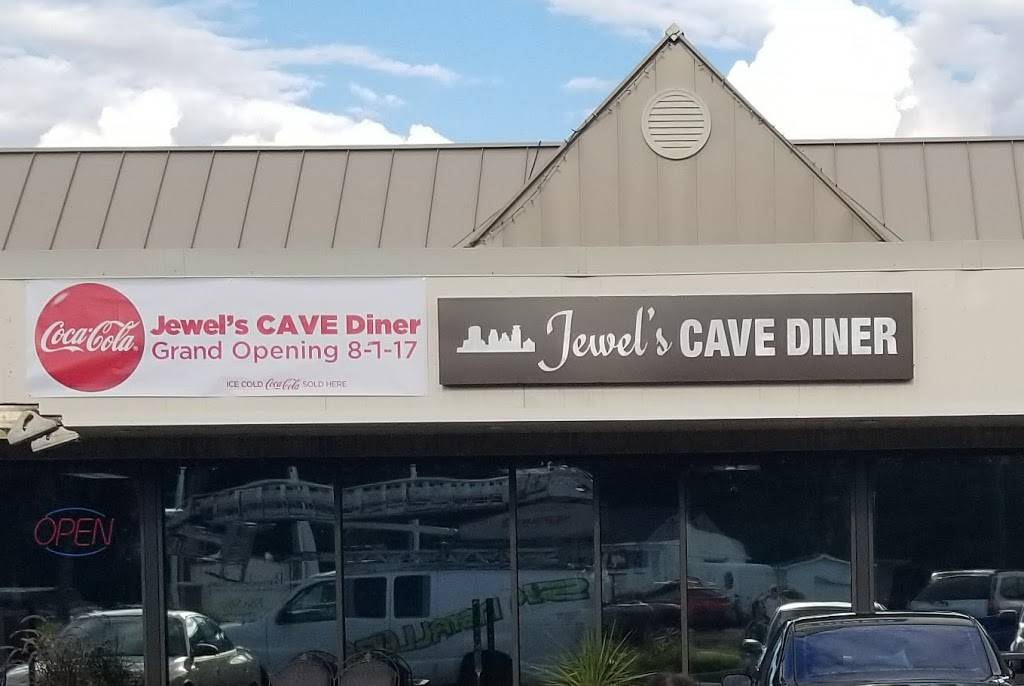 Coca-Cola
Jewel's CAVE Diner
Grand Opening 8-1-17
ICE COLD Coca-Cola SOLD HERE
Jewel's CAVE DINER
OPEN